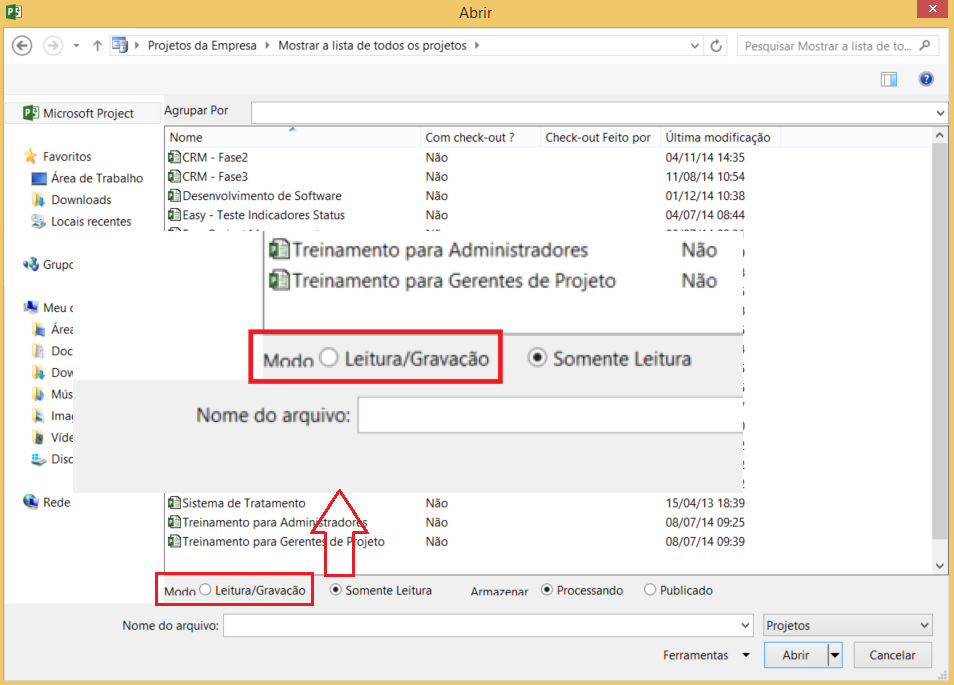 Abrir
Projetos da Empresa
Mostrar a lista de todos os projetos
Pesquisar Mostrar a lista de to...
Microsoft Project
Agrupar Por
Nome Com check-out ? Check-out Feito por Última modificação
Favoritos
Área de Trabalho
Downloads
Locais recentes
Grupo
Meu c
Área
Doc
Dow
Mús
Imag
Víde
Disc
Rede
CRM - Fase2 Não 04/11/14 14:35
CRM - Fase3 Não 11/08/14 10:54
Desenvolvimento de Software Não 01/12/14 10:38
Easy - Teste Indicadores Status Não 04/07/14 08:44
Treinamento para Administradores Não
Treinamento para Gerentes de Projeto Não
Modo Leitura/Gravação Somente Leitura
Nome do arquivo:
Sistema de Tratamento Não 15/04/13 18:39
Treinamento para Administradores Não 08/07/14 09:25
Treinamento para Gerentes de Projeto Não 08/07/14 09:39
Modo Leitura/Gravação Somente Leitura Armazenar Processando Publicado
Nome do arquivo: Projetos
Ferramentas Abrir Cancelar